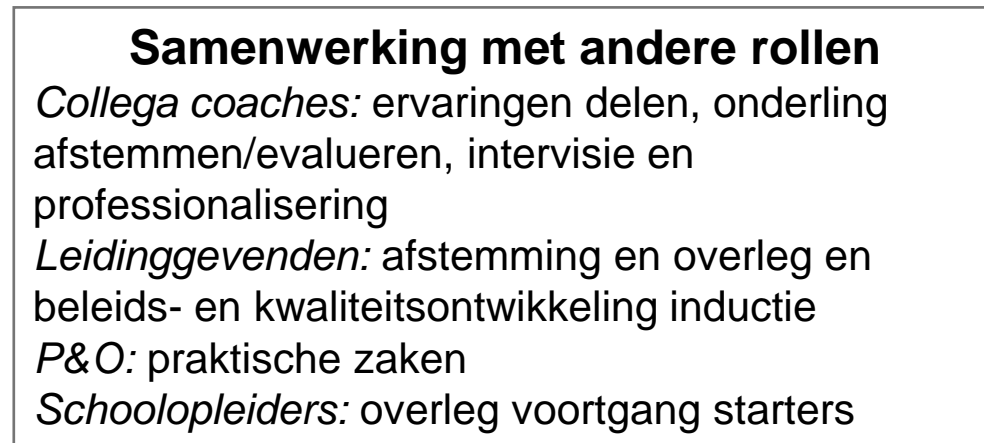 Samenwerking met andere rollen
Collega coaches: ervaringen delen, onderling
afstemmen/evalueren, intervisie en
professionalisering
Leidinggevenden: afstemming en overleg en
beleids- en kwaliteitsontwikkeling inductie
P&O: praktische zaken
Schoolopleiders: overleg voortgang starters